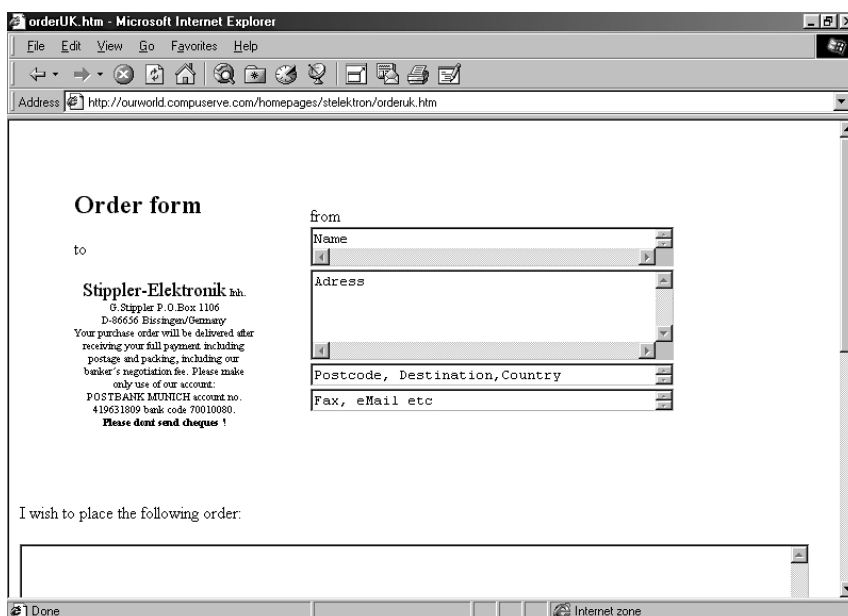 orderUK.htm - Microsoft Internet Explorer
File Edit View Go Favorites Help
Address http://ourworld.compuserve.com/homepages/stelektron/orderuk.htm
Order form
to
Stippler-Elektronik Inh.
G.Stippler P.O.Box 1106
D-86656 Bissingen/Germany
Your purchase order will be delivered after
receiving your full payment including
postage and packing, including our
banker´s negotiation fee. Please make
only use of our account:
POSTBANK MUNICH account no.
419631809 bank code 70010080.
Please dont send cheques !
from
Name
Adress
Postcode, Destination,Country
Fax, eMail etc
I wish to place the following order:
Done
Internet zone